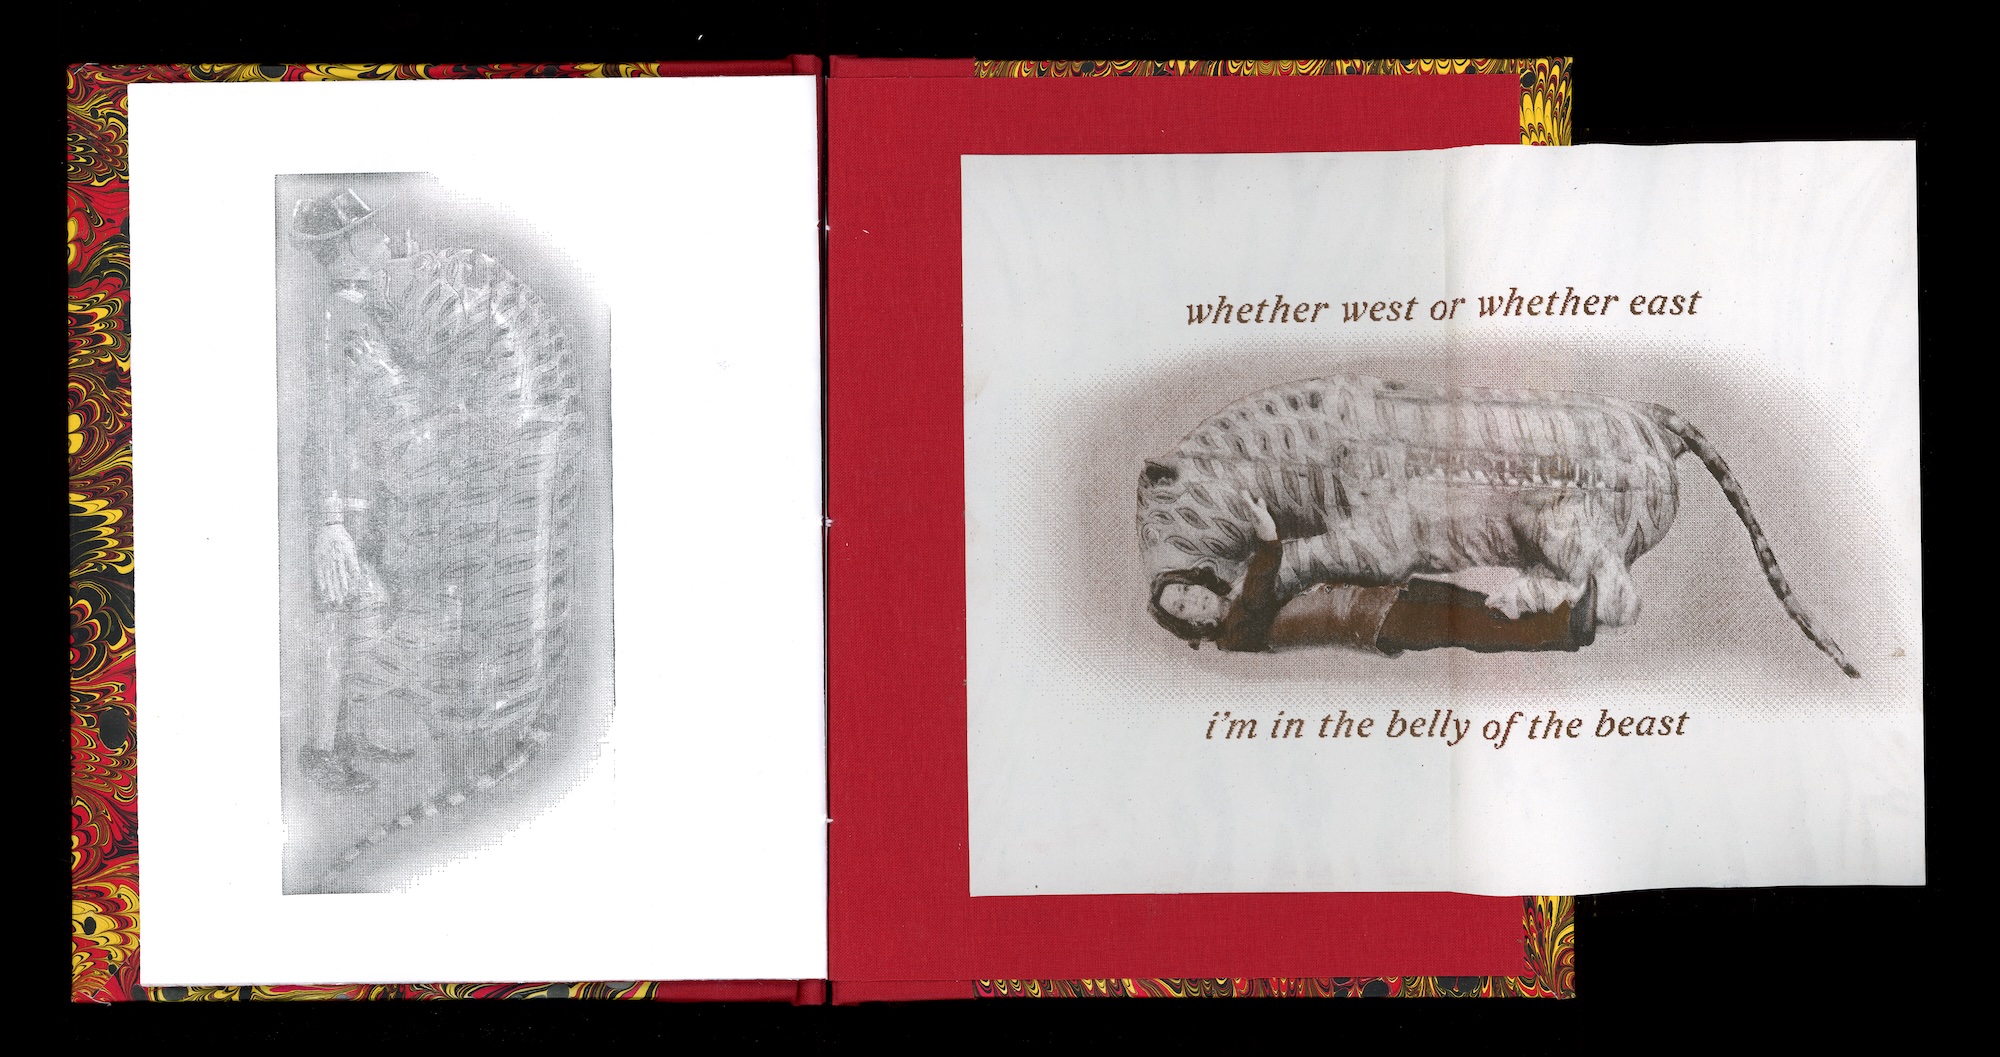 whether west or whether east
i'm in the belly of the beast